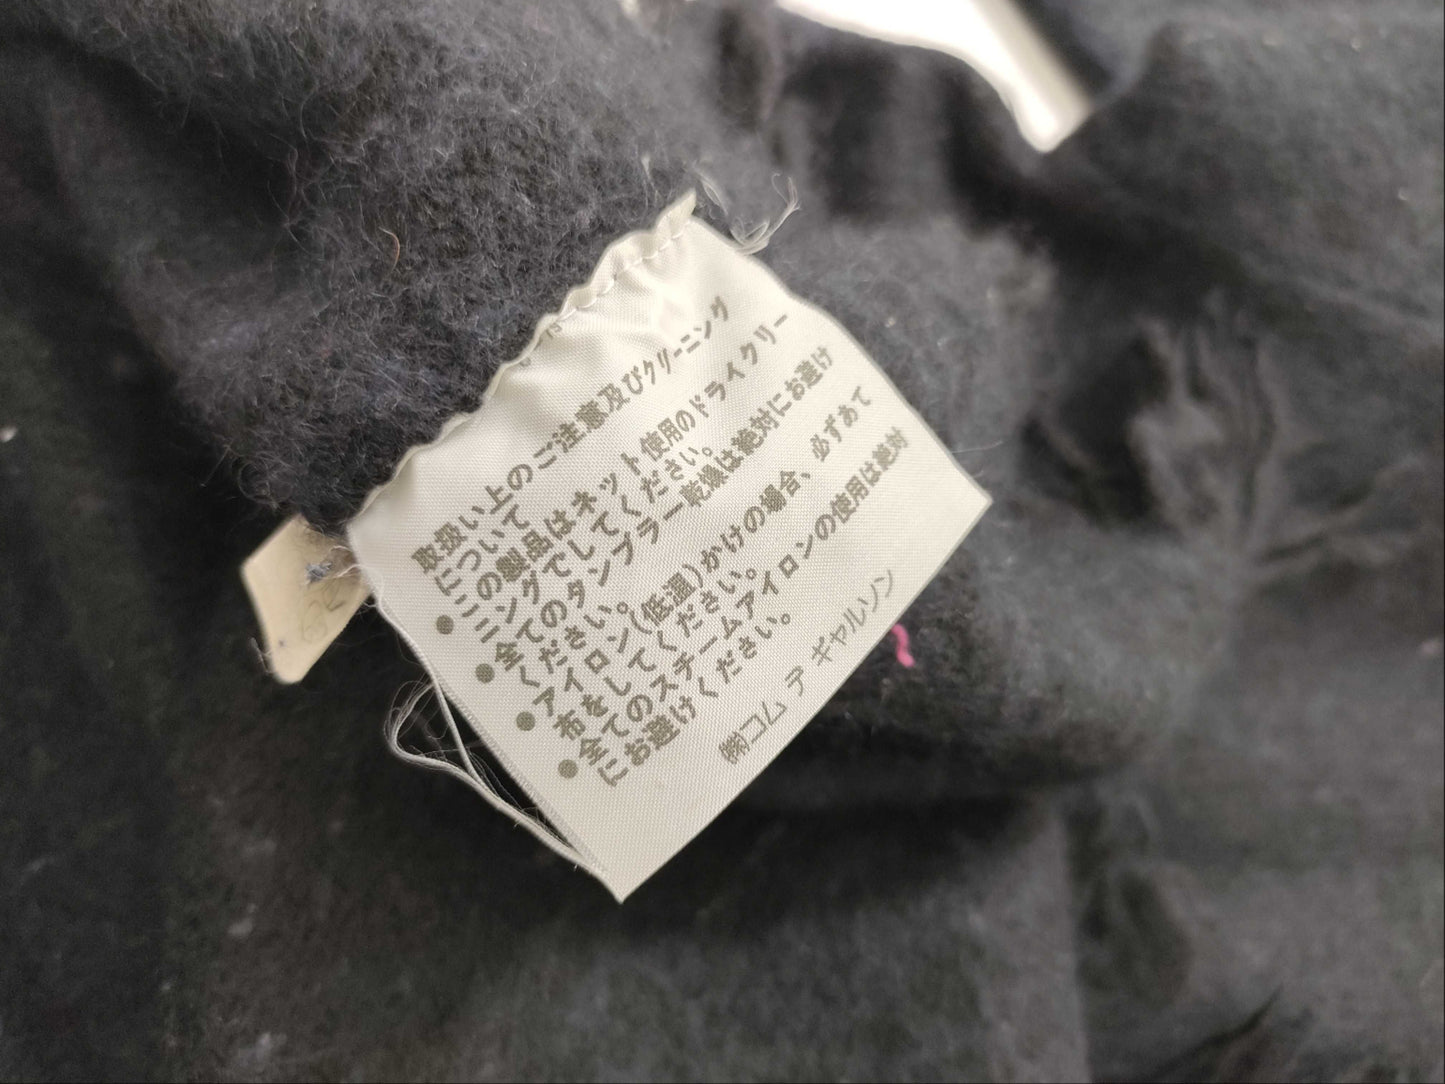 取扱い上のご注意及びクリーニング
について
●この製品はネット使用のドライクリー
ニングでしてください。
●全てのタンブラー乾燥は絶対にお避け
ください。
●アイロン(低温)かけの場合、必ずあて
布をしてください。
●全てのスチームアイロンの使用は絶対
にお避けください。
㈱コム デ ギャルソン